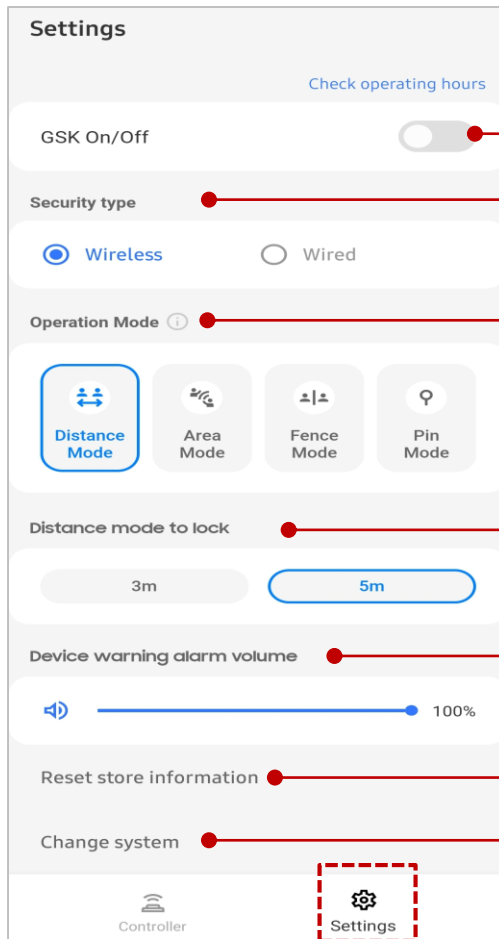 Settings
Check operating hours
GSK On/Off
Security type
Wireless Wired
Operation Mode
Distance Mode
Area Mode
Fence Mode
Pin Mode
Distance mode to lock
3m 5m
Device warning alarm volume
100%
Reset store information
Change system
Controller Settings